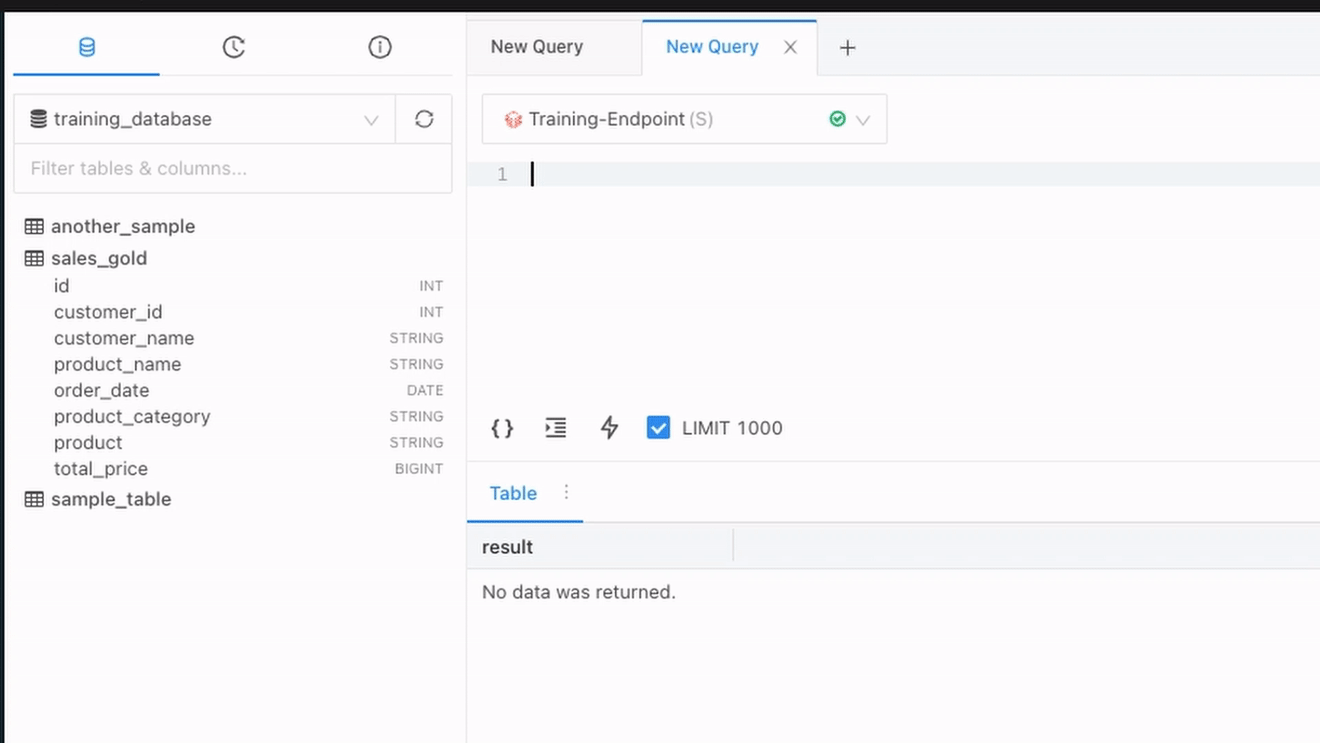 New Query
New Query
training_database
Filter tables & columns...
another_sample
sales_gold
id INT
customer_id INT
customer_name STRING
product_name STRING
order_date DATE
product_category STRING
product STRING
total_price BIGINT
sample_table
Training-Endpoint (S)
1
{} LIMIT 1000
Table
result
No data was returned.